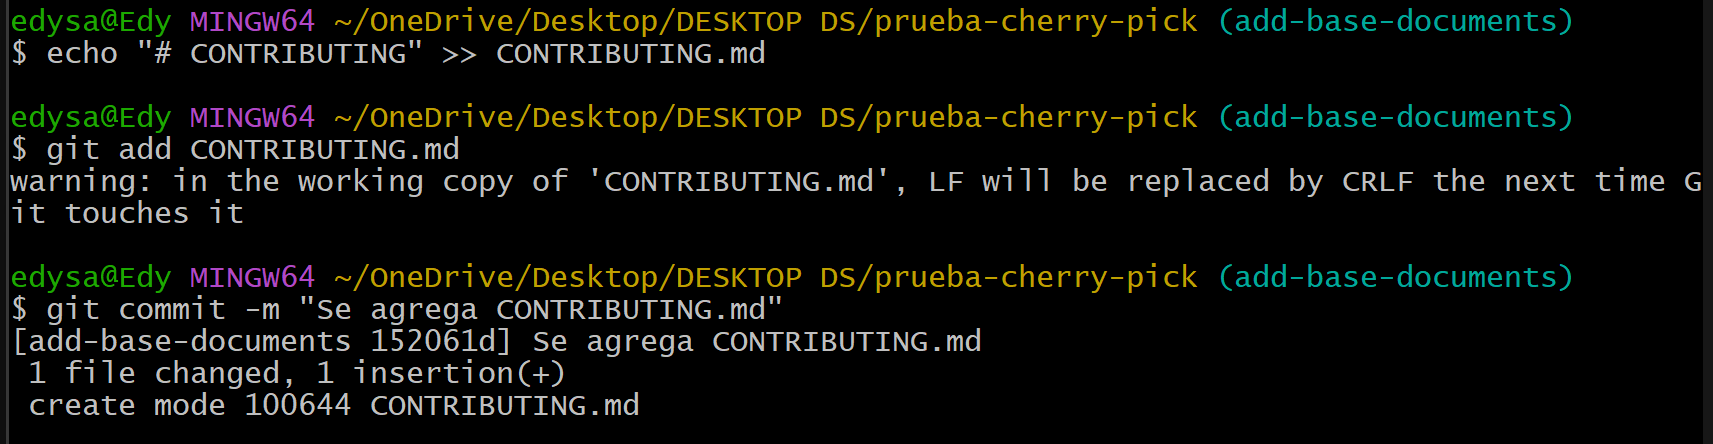 edysa@Edy MINGW64 ~/OneDrive/Desktop/DESKTOP DS/prueba-cherry-pick (add-base-documents)
$ echo "# CONTRIBUTING" >> CONTRIBUTING.md
edysa@Edy MINGW64 ~/OneDrive/Desktop/DESKTOP DS/prueba-cherry-pick (add-base-documents)
$ git add CONTRIBUTING.md
warning: in the working copy of 'CONTRIBUTING.md', LF will be replaced by CRLF the next time G
it touches it
edysa@Edy MINGW64 ~/OneDrive/Desktop/DESKTOP DS/prueba-cherry-pick (add-base-documents)
$ git commit -m "Se agrega CONTRIBUTING.md"
[add-base-documents 152061d] Se agrega CONTRIBUTING.md
 1 file changed, 1 insertion(+)
 create mode 100644 CONTRIBUTING.md